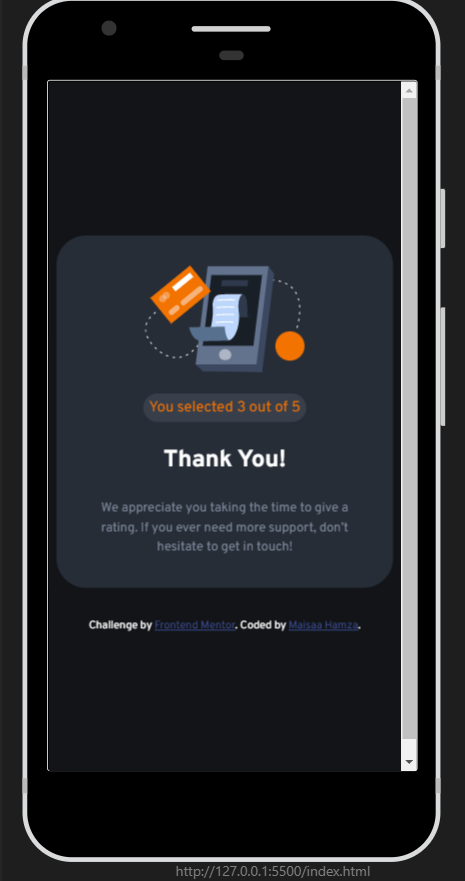 You selected 3 out of 5
Thank You!
We appreciate you taking the time to give a
rating. If you ever need more support, don't
hesitate to get in touch!
Challenge by Frontend Mentor. Coded by Maisaa Hamza.
http://127.0.0.1:5500/index.html